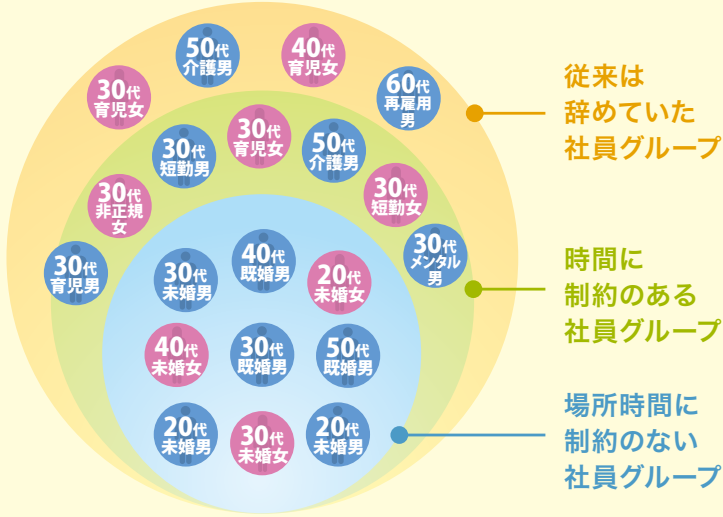 50代
介護男
40代
育児女
30代
育児女
60代
再雇用
男
30代
育児女
50代
介護男
30代
短勤男
30代
短勤女
30代
非正規
女
30代
メンタル
男
30代
育児男
40代
既婚男
30代
未婚男
20代
未婚女
40代
未婚女
30代
既婚男
50代
既婚男
20代
未婚男
30代
未婚女
20代
未婚男
従来は
辞めていた
社員グループ
時間に
制約のある
社員グループ
場所時間に
制約のない
社員グループ